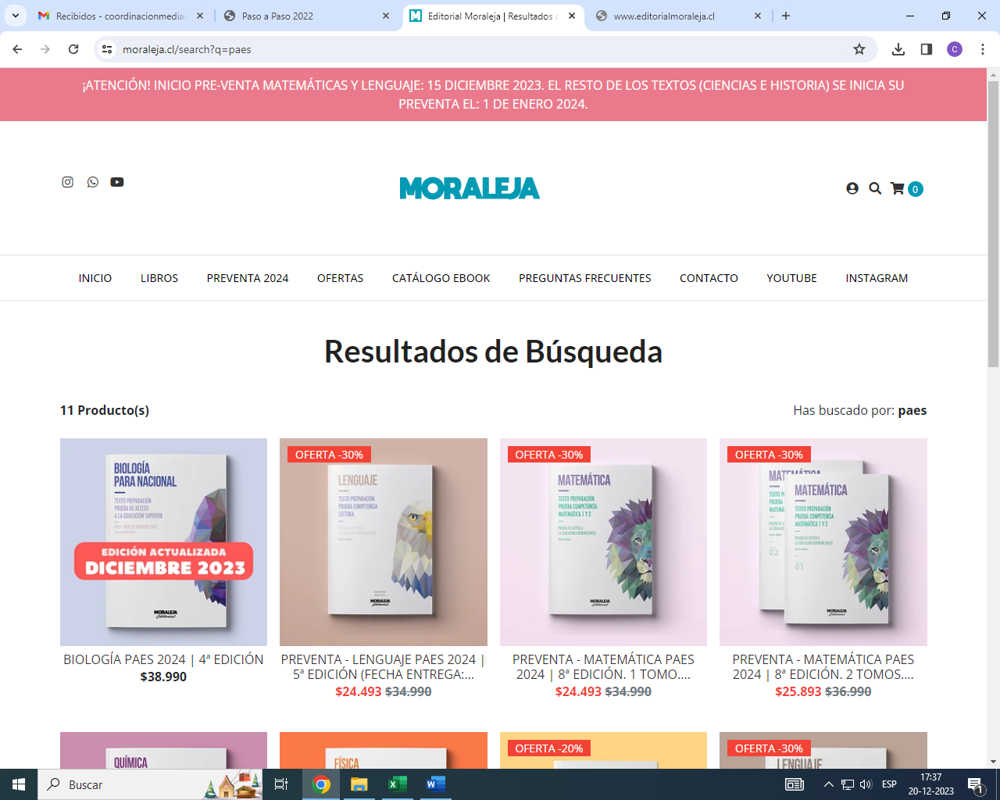 Recibidos - coordinacionmedia
Paso a Paso 2022
Editorial Moraleja | Resultados d
www.editorialmoraleja.cl
moraleja.cl/search?q=paes
C
¡ATENCIÓN! INICIO PRE-VENTA MATEMÁTICAS Y LENGUAJE: 15 DICIEMBRE 2023. EL RESTO DE LOS TEXTOS (CIENCIAS E HISTORIA) SE INICIA SU
PREVENTA EL: 1 DE ENERO 2024.
MORALEJA
0
INICIO LIBROS PREVENTA 2024 OFERTAS CATÁLOGO EBOOK PREGUNTAS FRECUENTES CONTACTO YOUTUBE INSTAGRAM
Resultados de Búsqueda
11 Producto(s)
Has buscado por: paes
BIOLOGÍA
PARA NACIONAL
TEXTO PREPARACIÓN
PRUEBA DE ACCESO
A LA EDUCACIÓN SUPERIOR
EDICIÓN ACTUALIZADA
DICIEMBRE 2023
MORALEJA
Editorial
BIOLOGÍA PAES 2024 | 4ª EDICIÓN
$38.990
OFERTA -30%
LENGUAJE
TEXTO PREPARACIÓN
PRUEBA COMPETENCIA
LECTORA
MORALEJA
Editorial
PREVENTA - LENGUAJE PAES 2024 |
5ª EDICIÓN (FECHA ENTREGA:...
$24.493 $34.990
OFERTA -30%
MATEMÁTICA
TEXTO PREPARACIÓN
PRUEBA COMPETENCIA
MATEMÁTICA 1 Y 2
PRUEBA DE ACCESO A
LA EDUCACIÓN SUPERIOR (PAES)
MORALEJA
Editorial
PREVENTA - MATEMÁTICA PAES
2024 | 8ª EDICIÓN. 1 TOMO....
$24.493 $34.990
OFERTA -30%
MATEMÁTICA
02
MATEMÁTICA
TEXTO PREPARACIÓN
PRUEBA COMPETENCIA
MATEMÁTICA 1 Y 2
PRUEBA DE ACCESO A
LA EDUCACIÓN SUPERIOR (PAES)
01
MORALEJA
Editorial
PREVENTA - MATEMÁTICA PAES
2024 | 8ª EDICIÓN. 2 TOMOS....
$25.893 $36.990
QUÍMICA
FÍSICA
OFERTA -20%
OFERTA -30%
LENGUAJE
Buscar
ESP
17:37
20-12-2023
1